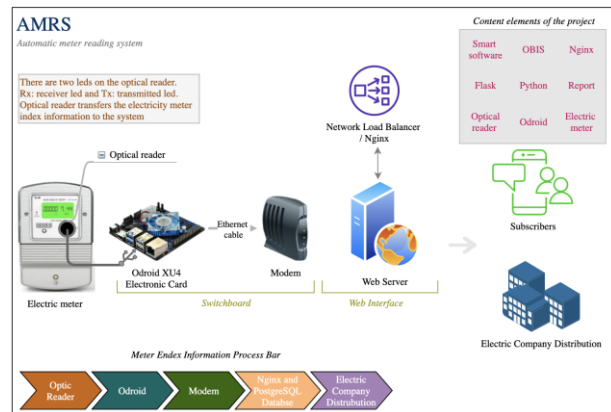 AMRS
Automatic meter reading system
Content elements of the project
Smart software
OBIS
Nginx
Flask
Python
Report
Optical reader
Odroid
Electric meter
There are two leds on the optical reader.
Rx: receiver led and Tx: transmitted led.
Optical reader transfers the electricity meter
index information to the system
Network Load Balancer
/ Nginx
Optical reader
Ethernet
cable
Subscribers
Odroid XU4
Electronic Card
Modem
Web Server
Electric meter
Switchboard
Web Interface
Electric Company Distribution
Meter Endex Information Process Bar
Optic
Reader
Odroid
Modem
Nginx and
PostgreSQL
Databse
Electric
Company
Distrubution